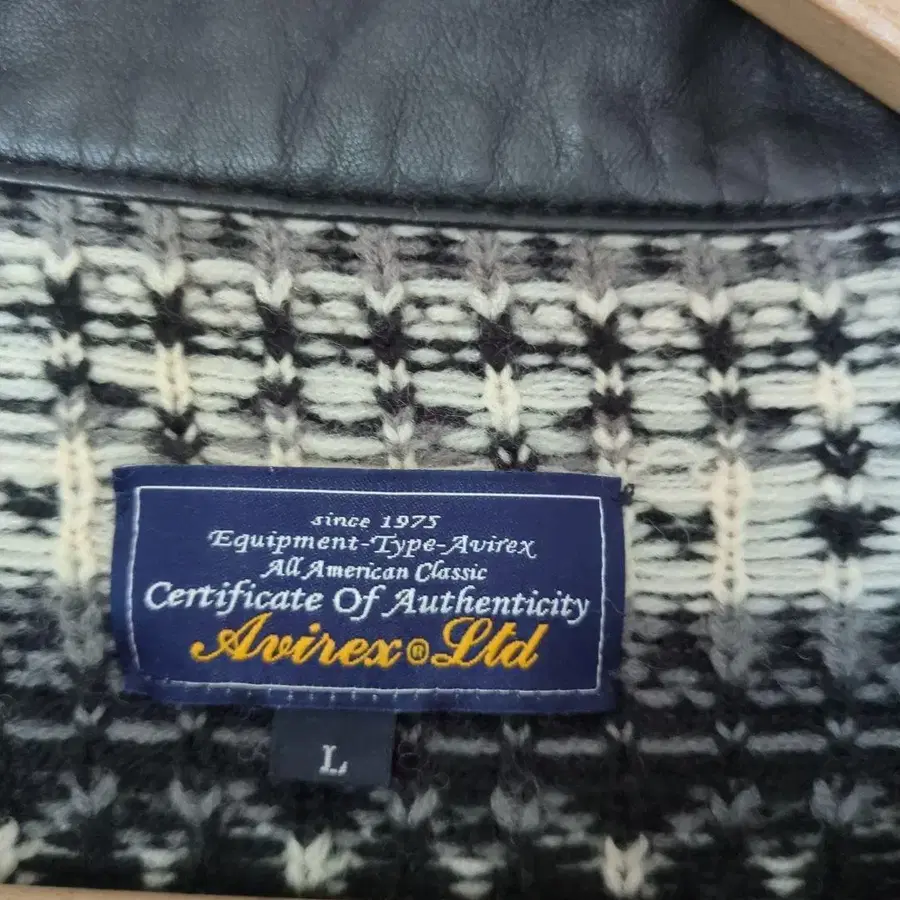 since 1975
Equipment-Type-Avirex
All American Classic
Certificate Of Authenticity
Avirex® Ltd
L